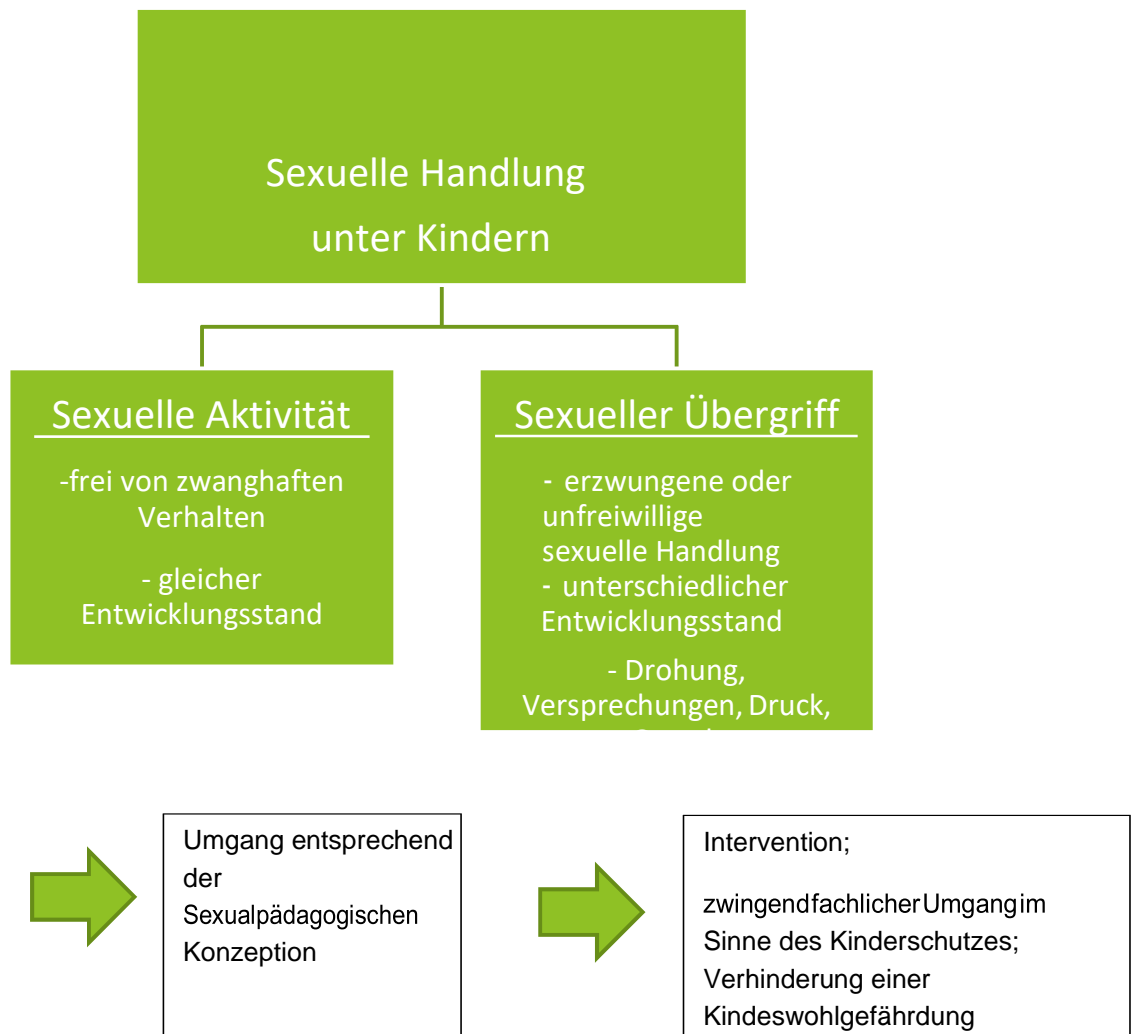 Sexuelle Handlung
unter Kindern
Sexuelle Aktivität
-frei von zwanghaften
Verhalten
- gleicher
Entwicklungsstand
Sexueller Übergriff
- erzwungene oder
unfreiwillige
sexuelle Handlung
- unterschiedlicher
Entwicklungsstand
- Drohung,
Versprechungen, Druck,
Umgang entsprechend
der
Sexualpädagogischen
Konzeption
Intervention;
zwingendfachlicherUmgangim
Sinne des Kinderschutzes;
Verhinderung einer
Kindeswohlgefährdung